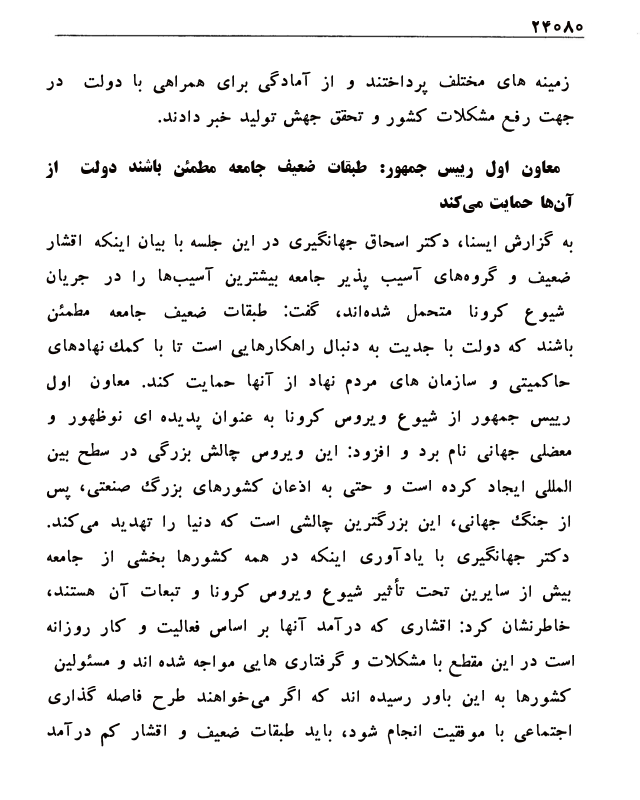 ۲۴۰۸۰
زمینه های مختلف پرداختند و از آمادگی برای همراهی با دولت در
جهت رفع مشکلات کشور و تحقق جهش تولید خبر دادند.
معاون اول رییس جمهور: طبقات ضعیف جامعه مطمئن باشند دولت از
آن‌ها حمایت می‌کند
به گزارش ایسنا، دکتر اسحاق جهانگیری در این جلسه با بیان اینکه اقشار
ضعیف و گروه‌های آسیب پذیر جامعه بیشترین آسیب‌ها را در جریان
شیوع کرونا متحمل شده‌اند، گفت: طبقات ضعیف جامعه مطمئن
باشند که دولت با جدیت به دنبال راهکارهایی است تا با کمك نهادهای
حاکمیتی و سازمان های مردم نهاد از آنها حمایت کند. معاون اول
رییس جمهور از شیوع ویروس کرونا به عنوان پدیده ای نوظهور و
معضلی جهانی نام برد و افزود: این ویروس چالش بزرگی در سطح بین
المللی ایجاد کرده است و حتی به اذعان کشورهای بزرگ صنعتی، پس
از جنگ جهانی، این بزرگترین چالشی است که دنیا را تهدید می‌کند.
دکتر جهانگیری با یادآوری اینکه در همه کشورها بخشی از جامعه
بیش از سایرین تحت تأثیر شیوع ویروس کرونا و تبعات آن هستند،
خاطرنشان کرد: اقشاری که درآمد آنها بر اساس فعالیت و کار روزانه
است در این مقطع با مشکلات و گرفتاری هایی مواجه شده اند و مسئولین
کشورها به این باور رسیده اند که اگر می‌خواهند طرح فاصله گذاری
اجتماعی با موفقیت انجام شود، باید طبقات ضعیف و اقشار کم درآمد